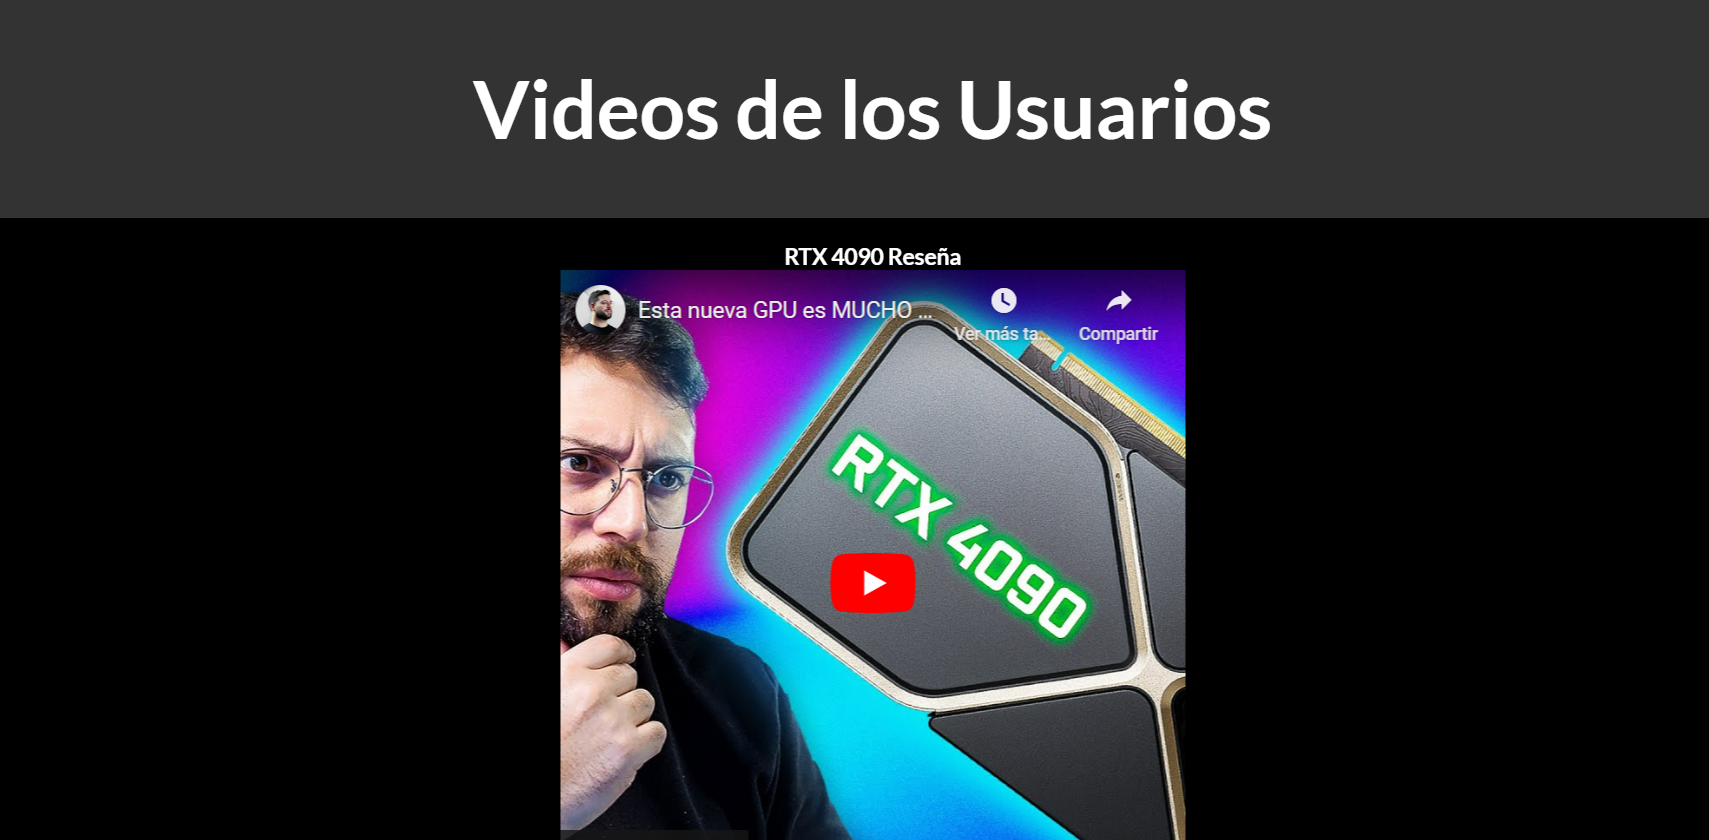 Videos de los Usuarios
RTX 4090 Reseña
Esta nueva GPU es MUCHO ...
Ver más ta...
Compartir
RTX 4090